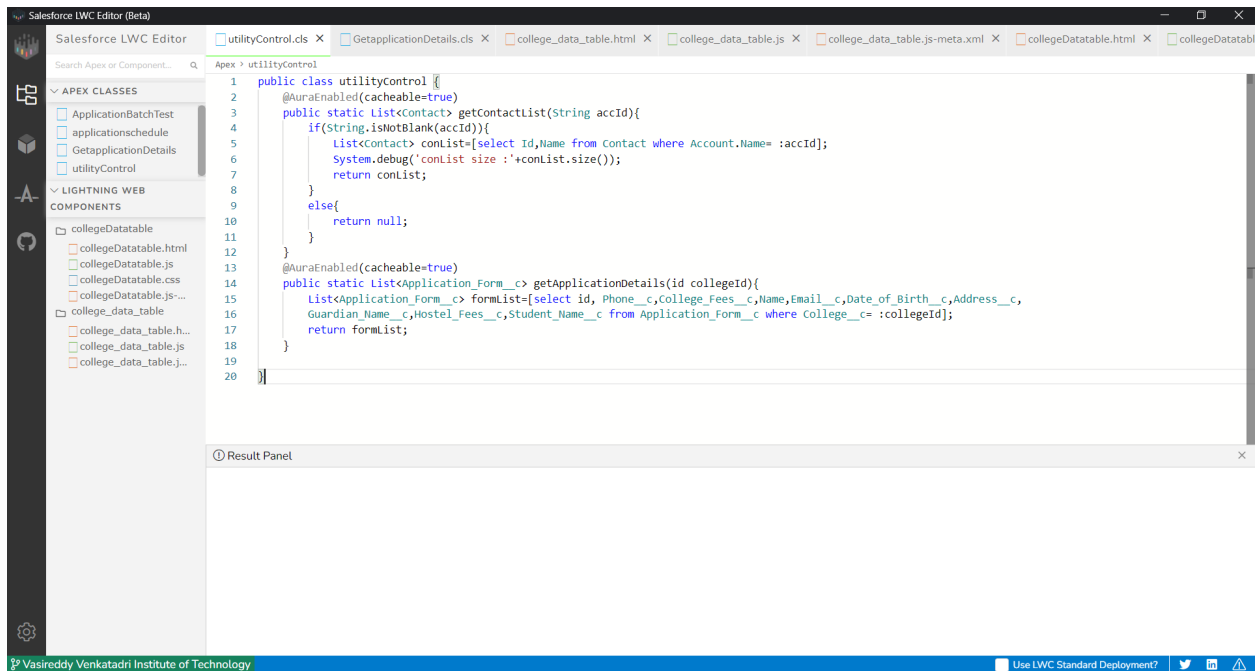 Salesforce LWC Editor (Beta)
Salesforce LWC Editor
Search Apex or Component...
APEX CLASSES
ApplicationBatchTest
applicationschedule
GetapplicationDetails
utilityControl
LIGHTNING WEB
COMPONENTS
collegeDatatable
collegeDatatable.html
collegeDatatable.js
collegeDatatable.css
collegeDatatable.js-...
college_data_table
college_data_table.h...
college_data_table.js
college_data_table.j...
utilityControl.cls
GetapplicationDetails.cls
college_data_table.html
college_data_table.js
college_data_table.js-meta.xml
collegeDatatable.html
collegeDatatabl
Apex > utilityControl
1 public class utilityControl {
2 @AuraEnabled(cacheable=true)
3 public static List<Contact> getContactList(String accId){
4 if(String.isNotBlank(accId)){
5 List<Contact> conList=[select Id,Name from Contact where Account.Name= :accId];
6 System.debug('conList size :'+conList.size());
7 return conList;
8 }
9 else{
10 return null;
11 }
12 }
13 @AuraEnabled(cacheable=true)
14 public static List<Application_Form__c> getApplicationDetails(id collegeId){
15 List<Application_Form__c> formList=[select id, Phone__c,College_Fees__c,Name,Email__c,Date_of_Birth__c,Address__c,
16 Guardian_Name__c,Hostel_Fees__c,Student_Name__c from Application_Form__c where College__c= :collegeId];
17 return formList;
18 }
19
20 }
Result Panel
Vasireddy Venkatadri Institute of Technology
Use LWC Standard Deployment?